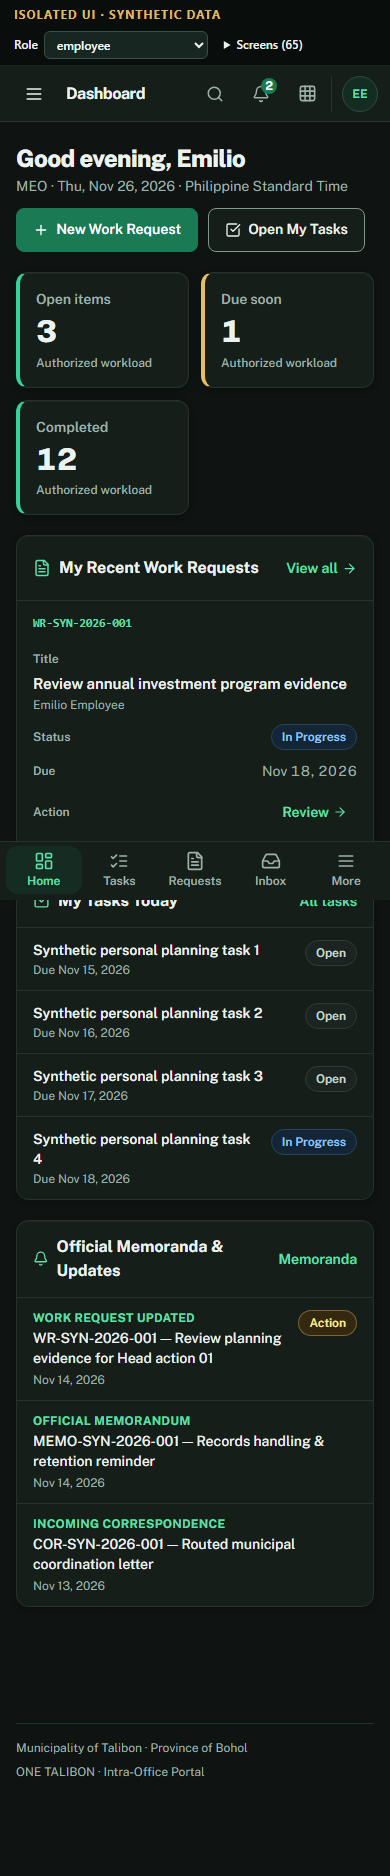 ISOLATED UI · SYNTHETIC DATA
Role employee Screens (65)
Dashboard 2 EE
Good evening, Emilio
MEO · Thu, Nov 26, 2026 · Philippine Standard Time
New Work Request Open My Tasks
Open items
3
Authorized workload
Due soon
1
Authorized workload
Completed
12
Authorized workload
My Recent Work Requests View all →
WR-SYN-2026-001
Title
Review annual investment program evidence
Emilio Employee
Status In Progress
Due Nov 18, 2026
Action Review →
Home Tasks Requests Inbox More
My Tasks Today All tasks
Synthetic personal planning task 1 Open
Due Nov 15, 2026
Synthetic personal planning task 2 Open
Due Nov 16, 2026
Synthetic personal planning task 3 Open
Due Nov 17, 2026
Synthetic personal planning task In Progress
4
Due Nov 18, 2026
Official Memoranda &
Updates Memoranda
WORK REQUEST UPDATED Action
WR-SYN-2026-001 — Review planning
evidence for Head action 01
Nov 14, 2026
OFFICIAL MEMORANDUM
MEMO-SYN-2026-001 — Records handling &
retention reminder
Nov 14, 2026
INCOMING CORRESPONDENCE
COR-SYN-2026-001 — Routed municipal
coordination letter
Nov 13, 2026
Municipality of Talibon · Province of Bohol
ONE TALIBON · Intra-Office Portal